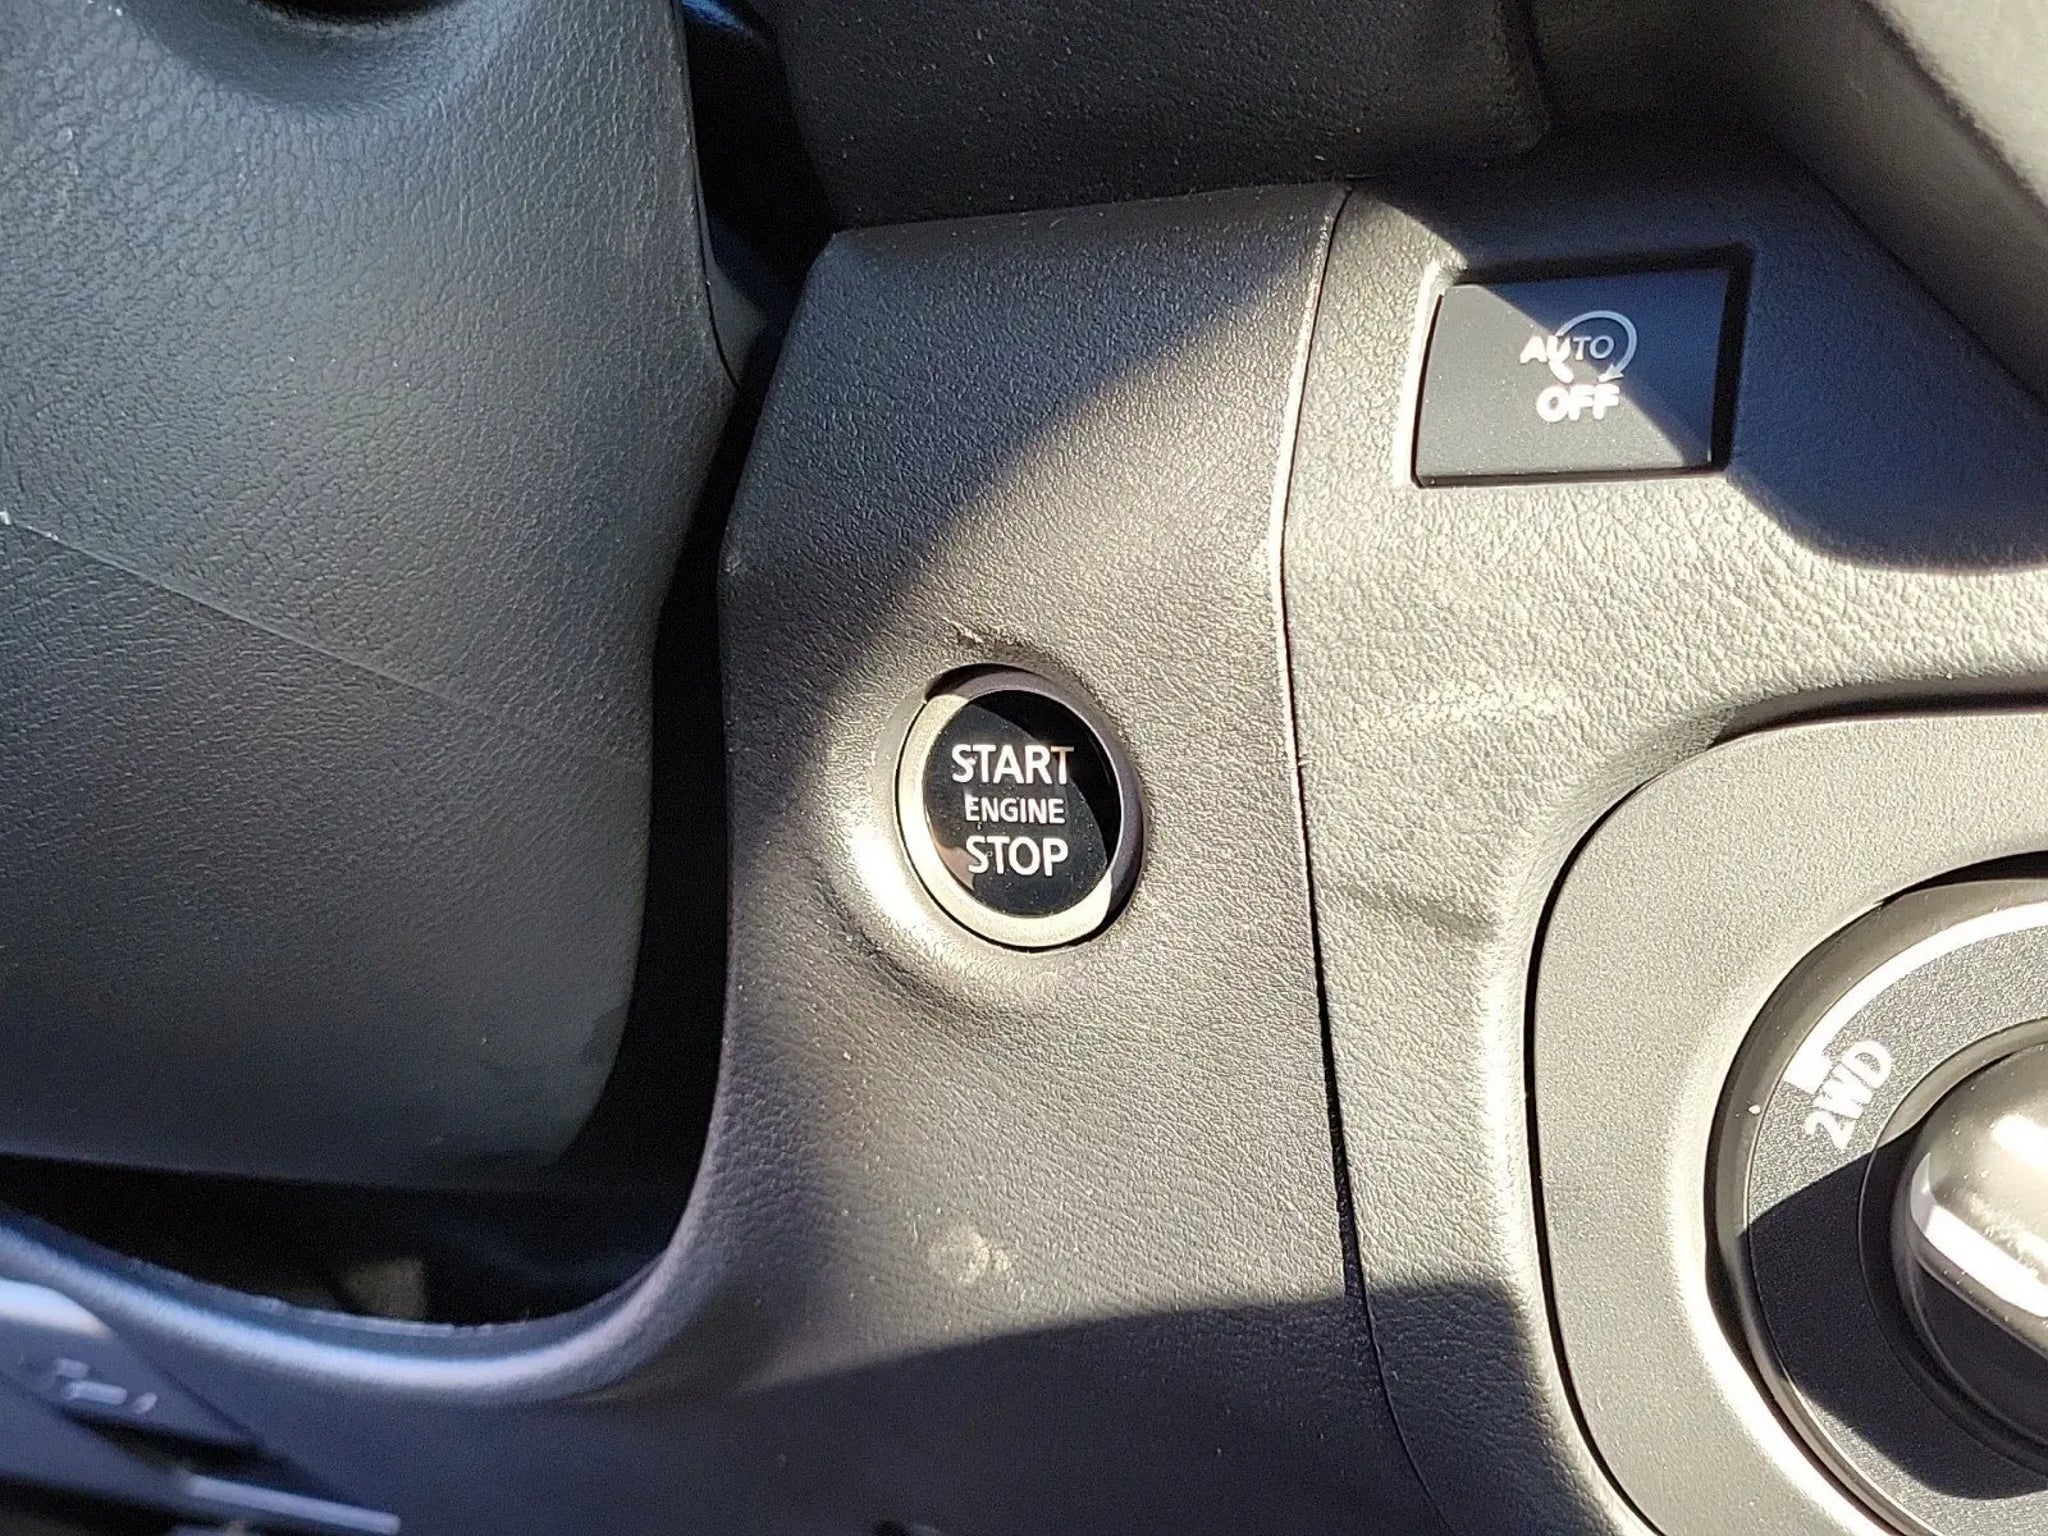 AUTO
OFF
START
ENGINE
STOP
2WD